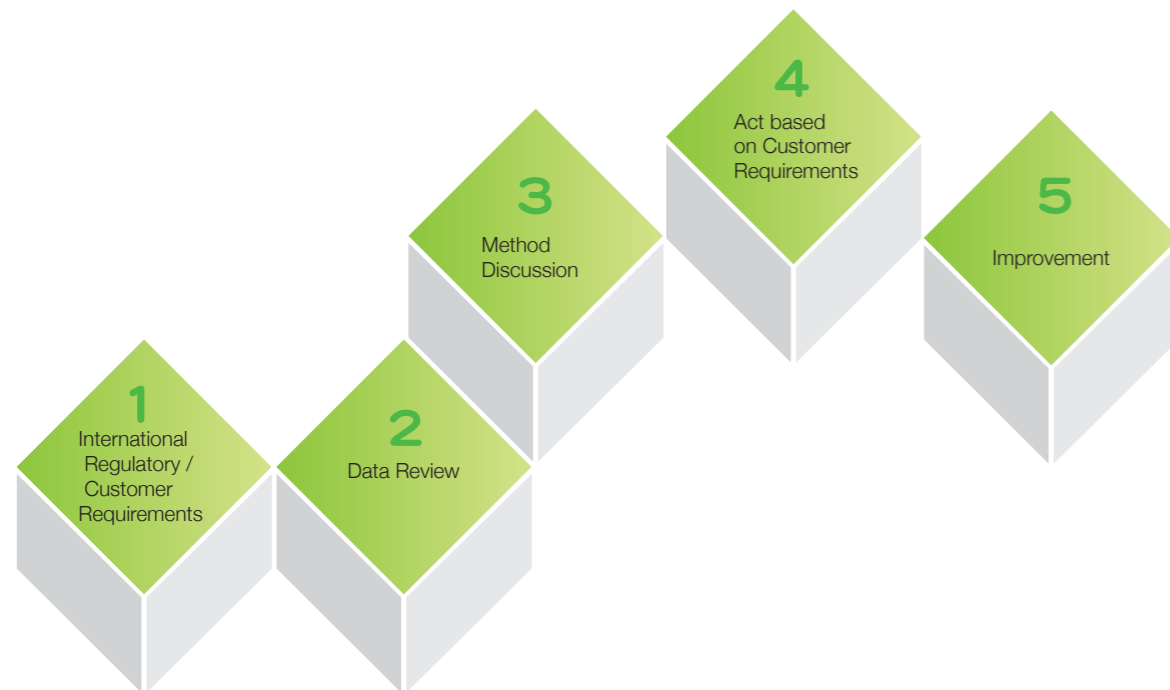 1
International
Regulatory /
Customer
Requirements
2
Data Review
3
Method
Discussion
4
Act based
on Customer
Requirements
5
Improvement